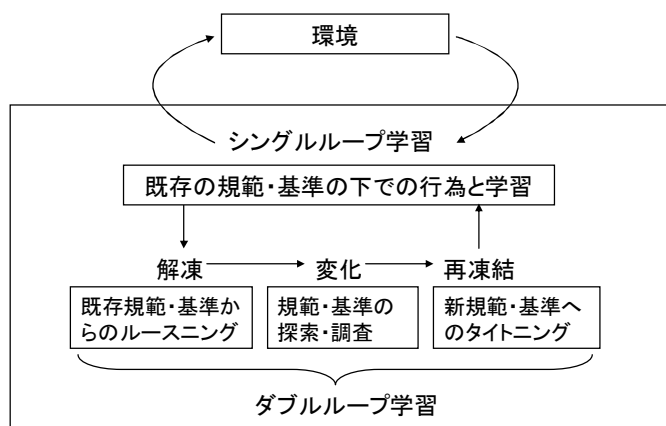 環境
シングルループ学習
既存の規範・基準の下での行為と学習
解凍
変化
再凍結
既存規範・基準か
らのルースニング
規範・基準の
探索・調査
新規範・基準へ
のタイトニング
ダブルループ学習